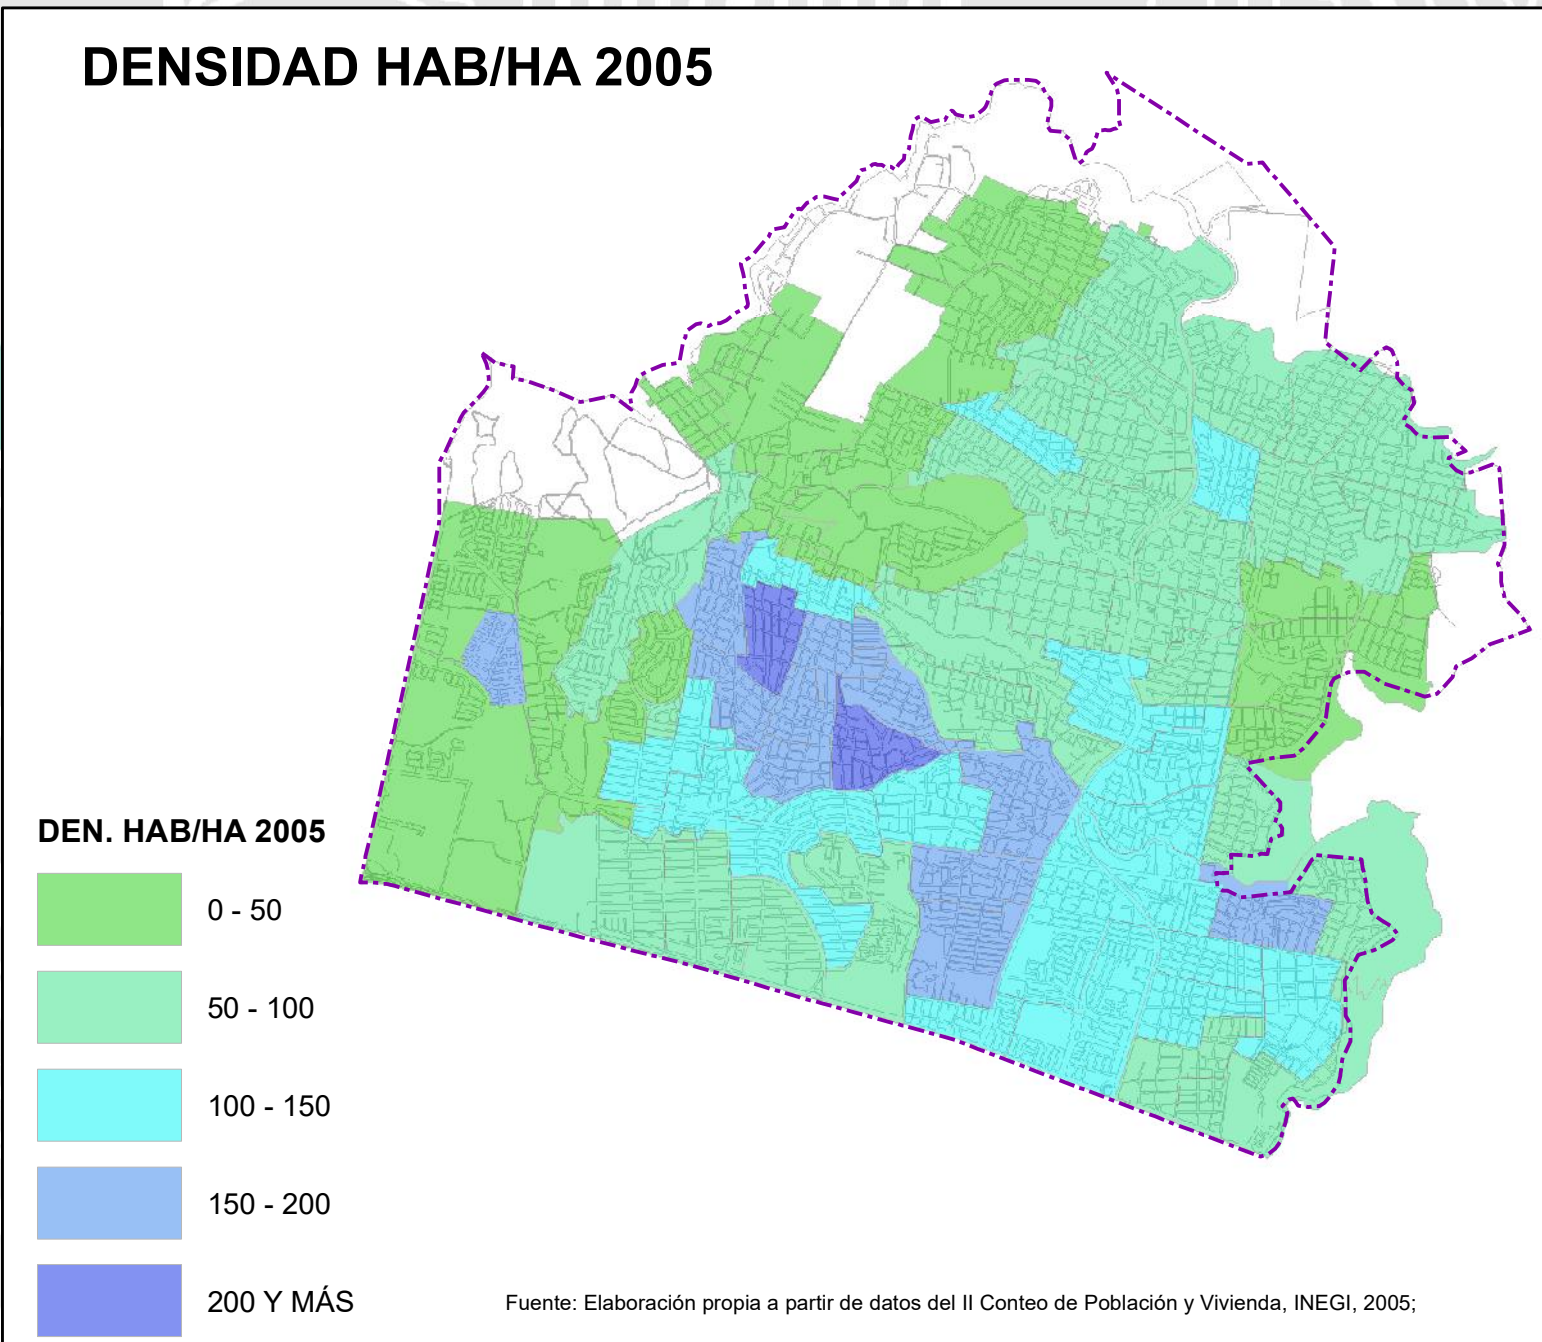 DENSIDAD HAB/HA 2005
DEN. HAB/HA 2005
0 - 50
50 - 100
100 - 150
150 - 200
200 Y MÁS
Fuente: Elaboración propia a partir de datos del II Conteo de Población y Vivienda, INEGI, 2005;